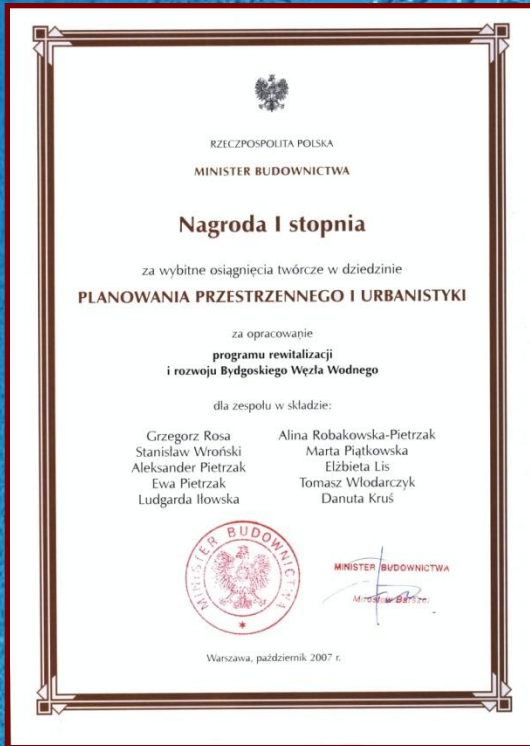 RZECZPOSPOLITA POLSKA
MINISTER BUDOWNICTWA
Nagroda I stopnia
za wybitne osiągnięcia twórcze w dziedzinie
PLANOWANIA PRZESTRZENNEGO I URBANISTYKI
za opracowanie
programu rewitalizacji
i rozwoju Bydgoskiego Węzła Wodnego
dla zespołu w składzie:
Grzegorz Rosa
Stanisław Wroński
Aleksander Pietrzak
Ewa Pietrzak
Ludgarda Iłowska
Alina Robakowska-Pietrzak
Marta Piątkowska
Elżbieta Lis
Tomasz Włodarczyk
Danuta Kruś
MINISTER BUDOWNICTWA
MINISTER BUDOWNICTWA
Mirosław Barszcz
Warszawa, październik 2007 r.